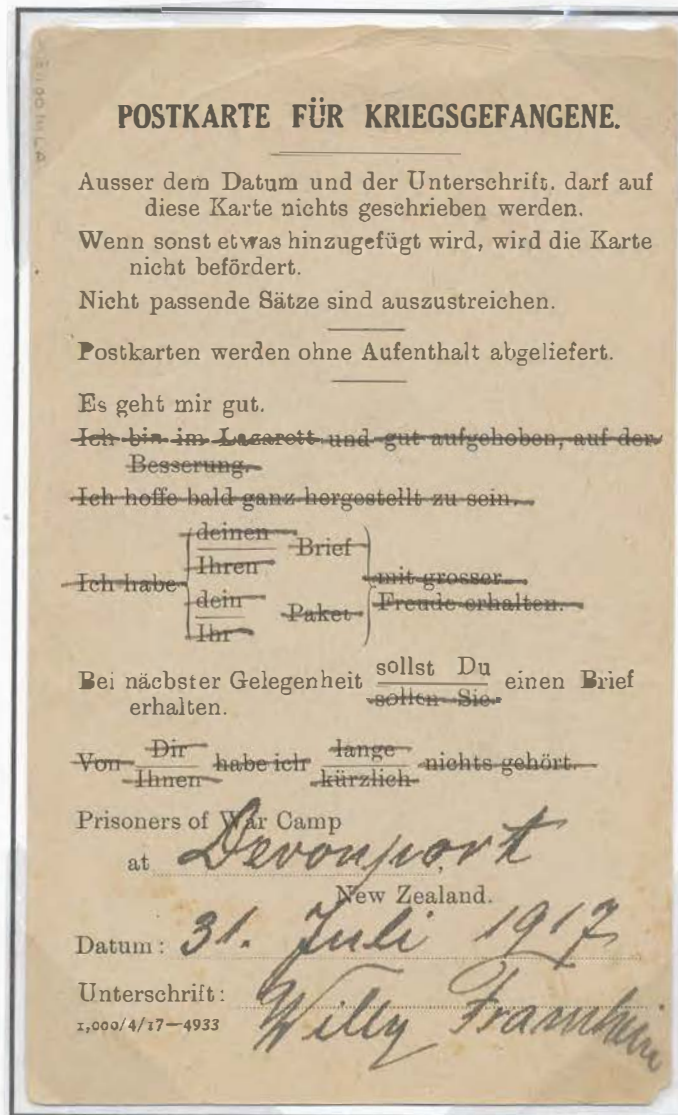 POSTKARTE FÜR KRIEGSGEFANGENE.
Ausser dem Datum und der Unterschrift. darf auf
diese Karte nichts geschrieben werden.
Wenn sonst etwas hinzugefügt wird, wird die Karte
nicht befördert.
Nicht passende Sätze sind auszustreichen.
Postkarten werden ohne Aufenthalt abgeliefert.
Es geht mir gut.
Ich bin im Lazarett und gut aufgehoben, auf der
Besserung.
Ich hoffe bald ganz hergestellt zu sein.
deinen
Ihren
Brief
Ich habe
dein
Ihr
Paket
mit grosser
Freude erhalten.
Bei nächster Gelegenheit sollst Du einen Brief
sollten Sie
erhalten.
Von Dir habe ich lange nichts gehört.
Ihnen kürzlich
Prisoners of War Camp
at Devonport
New Zealand.
Datum: 31. Juli 1917
Unterschrift: Willy
1,000/4/17—4933